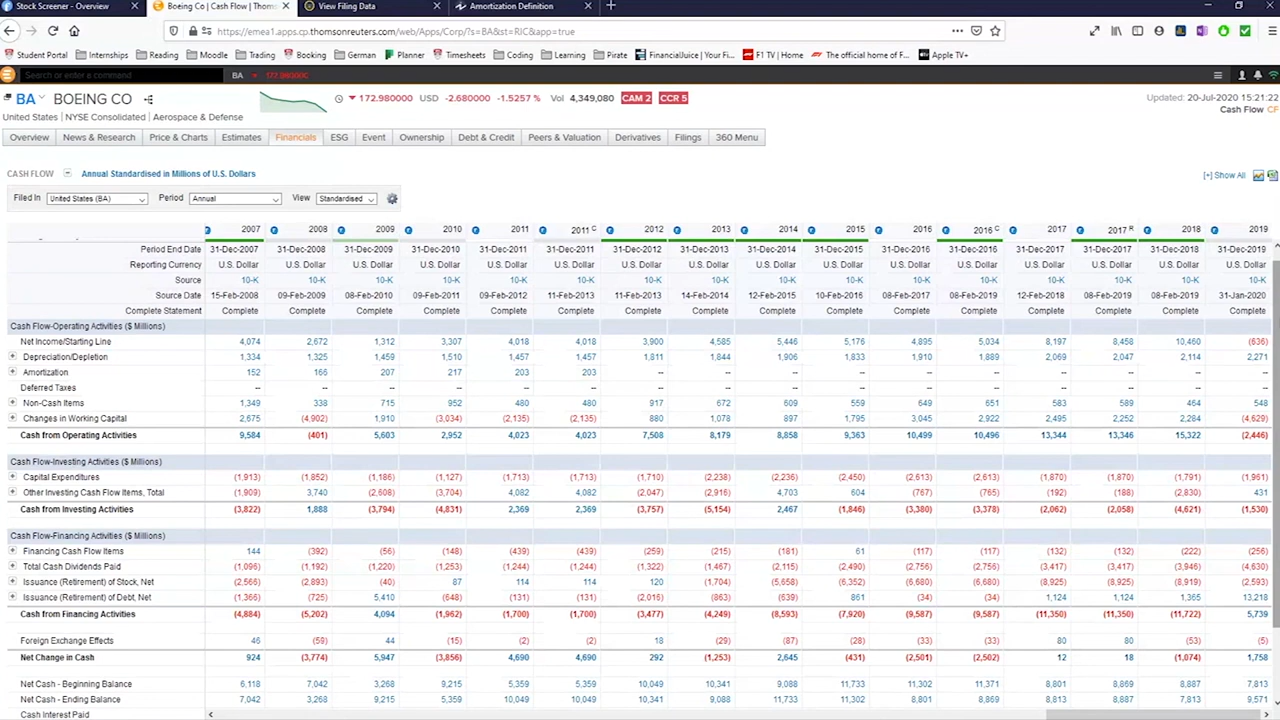 Stock Screener - Overview Boeing Co | Cash Flow | Thoms View Filing Data Amortization Definition
https://emea1.apps.cp.thomsonreuters.com/web/Apps/Corp/?s=BA&st=RIC&app=true
Student Portal Internships Reading Moodle Trading Booking German Planner Timesheets Coding Learning Pirate FinancialJuice | Your Fi... F1 TV | Home The official home of F... Apple TV+
Search or enter a command BA 172.980000
BA BOEING CO 172.980000 USD -2.680000 -1.5257 % Vol 4,349,080 CAM 2 CCR 5 Updated: 20-Jul-2020 15:21:22
Cash Flow CF
United States | NYSE Consolidated | Aerospace & Defense
Overview News & Research Price & Charts Estimates Financials ESG Event Ownership Debt & Credit Peers & Valuation Derivatives Filings 360 Menu
CASH FLOW Annual Standardised in Millions of U.S. Dollars [+] Show All
Filed In United States (BA) Period Annual View Standardised
2007 2008 2009 2010 2011 2011 C 2012 2013 2014 2015 2016 2016 C 2017 2017 R 2018 2019
Period End Date 31-Dec-2007 31-Dec-2008 31-Dec-2009 31-Dec-2010 31-Dec-2011 31-Dec-2011 31-Dec-2012 31-Dec-2013 31-Dec-2014 31-Dec-2015 31-Dec-2016 31-Dec-2016 31-Dec-2017 31-Dec-2017 31-Dec-2018 31-Dec-2019
Reporting Currency U.S. Dollar U.S. Dollar U.S. Dollar U.S. Dollar U.S. Dollar U.S. Dollar U.S. Dollar U.S. Dollar U.S. Dollar U.S. Dollar U.S. Dollar U.S. Dollar U.S. Dollar U.S. Dollar U.S. Dollar U.S. Dollar
Source 10-K 10-K 10-K 10-K 10-K 10-K 10-K 10-K 10-K 10-K 10-K 10-K 10-K 10-K 10-K 10-K
Source Date 15-Feb-2008 09-Feb-2009 08-Feb-2010 09-Feb-2011 09-Feb-2012 11-Feb-2013 11-Feb-2013 14-Feb-2014 12-Feb-2015 10-Feb-2016 08-Feb-2017 08-Feb-2019 12-Feb-2018 08-Feb-2019 08-Feb-2019 31-Jan-2020
Complete Statement Complete Complete Complete Complete Complete Complete Complete Complete Complete Complete Complete Complete Complete Complete Complete Complete
Cash Flow-Operating Activities ($ Millions)
Net Income/Starting Line 4,074 2,672 1,312 3,307 4,018 4,018 3,900 4,585 5,446 5,176 4,895 5,034 8,197 8,458 10,460 (636)
Depreciation/Depletion 1,334 1,325 1,459 1,510 1,457 1,457 1,811 1,844 1,906 1,833 1,910 1,889 2,069 2,047 2,114 2,271
Amortization 152 166 207 217 203 203 -- -- -- -- -- -- -- -- -- --
Deferred Taxes -- -- -- -- -- -- -- -- -- -- -- -- -- -- -- --
Non-Cash Items 1,349 338 715 952 480 480 917 672 609 559 649 651 583 589 464 548
Changes in Working Capital 2,675 (4,902) 1,910 (3,034) (2,135) (2,135) 880 1,078 897 1,795 3,045 2,922 2,495 2,252 2,284 (4,629)
Cash from Operating Activities 9,584 (401) 5,603 2,952 4,023 4,023 7,508 8,179 8,858 9,363 10,499 10,496 13,344 13,346 15,322 (2,446)
Cash Flow-Investing Activities ($ Millions)
Capital Expenditures (1,913) (1,852) (1,186) (1,127) (1,713) (1,713) (1,710) (2,238) (2,236) (2,450) (2,613) (2,613) (1,870) (1,870) (1,791) (1,961)
Other Investing Cash Flow Items, Total (1,909) 3,740 (2,608) (3,704) 4,082 4,082 (2,047) (2,916) 4,703 604 (767) (765) (192) (188) (2,830) 431
Cash from Investing Activities (3,822) 1,888 (3,794) (4,831) 2,369 2,369 (3,757) (5,154) 2,467 (1,846) (3,380) (3,378) (2,062) (2,058) (4,621) (1,530)
Cash Flow-Financing Activities ($ Millions)
Financing Cash Flow Items 144 (392) (56) (148) (439) (439) (259) (215) (181) 61 (117) (117) (132) (132) (222) (256)
Total Cash Dividends Paid (1,096) (1,192) (1,220) (1,253) (1,244) (1,244) (1,322) (1,467) (2,115) (2,490) (2,756) (2,756) (3,417) (3,417) (3,946) (4,630)
Issuance (Retirement) of Stock, Net (2,566) (2,893) (40) 87 114 114 120 (1,704) (5,658) (6,352) (6,680) (6,680) (8,925) (8,925) (8,919) (2,593)
Issuance (Retirement) of Debt, Net (1,366) (725) 5,410 (648) (131) (131) (2,016) (863) (639) 861 (34) (34) 1,124 1,124 1,365 13,218
Cash from Financing Activities (4,884) (5,202) 4,094 (1,962) (1,700) (1,700) (3,477) (4,249) (8,593) (7,920) (9,587) (9,587) (11,350) (11,350) (11,722) 5,739
Foreign Exchange Effects 46 (59) 44 (15) (2) (2) 18 (29) (87) (28) (33) (33) 80 80 (53) (5)
Net Change in Cash 924 (3,774) 5,947 (3,856) 4,690 4,690 292 (1,253) 2,645 (431) (2,501) (2,502) 12 18 (1,074) 1,758
Net Cash - Beginning Balance 6,118 7,042 3,268 9,215 5,359 5,359 10,049 10,341 9,088 11,733 11,302 11,371 8,801 8,869 8,887 7,813
Net Cash - Ending Balance 7,042 3,268 9,215 5,359 10,049 10,049 10,341 9,088 11,733 11,302 8,801 8,869 8,813 8,887 7,813 9,571
Cash Interest Paid